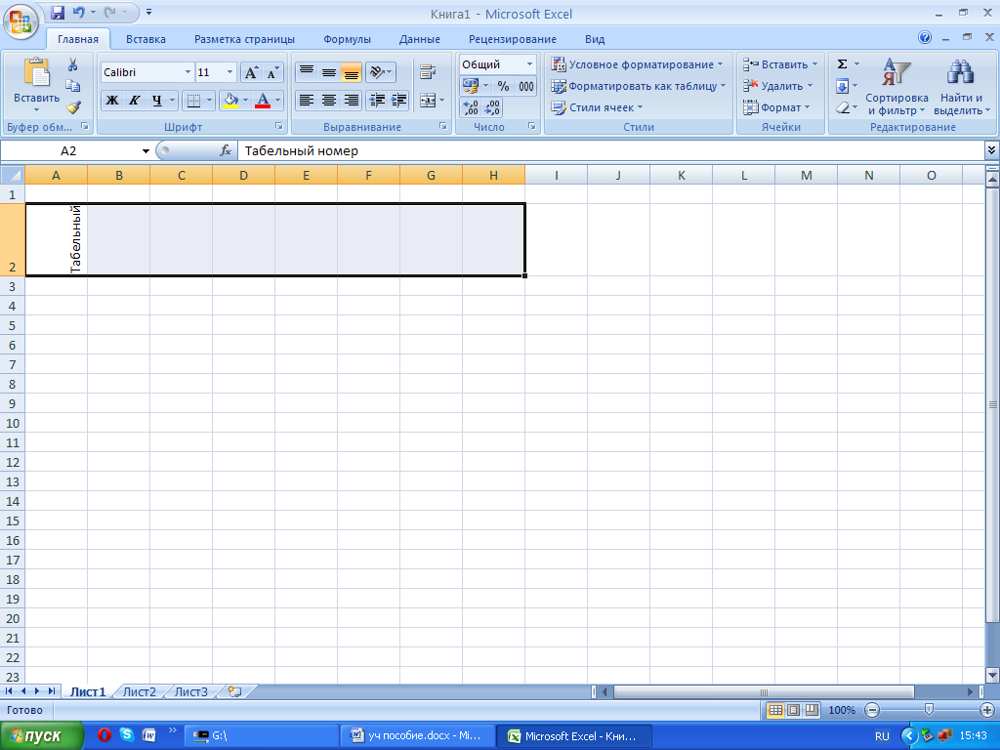 Книга1 - Microsoft Excel
Главная Вставка Разметка страницы Формулы Данные Рецензирование Вид
Вставить
Буфер обм...
Calibri 11
Ж К Ч
Шрифт
Выравнивание
Общий
% 000
,00 ,00
Число
Условное форматирование
Форматировать как таблицу
Стили ячеек
Стили
Вставить
Удалить
Формат
Ячейки
Σ
Сортировка и фильтр
Найти и выделить
Редактирование
A2 fx Табельный номер
A B C D E F G H I J K L M N O
1
2 Табельный
3
4
5
6
7
8
9
10
11
12
13
14
15
16
17
18
19
20
21
22
23
Лист1 Лист2 Лист3
Готово 100%
пуск G:\ уч пособие.docx - Mi... Microsoft Excel - Кни... RU 15:43